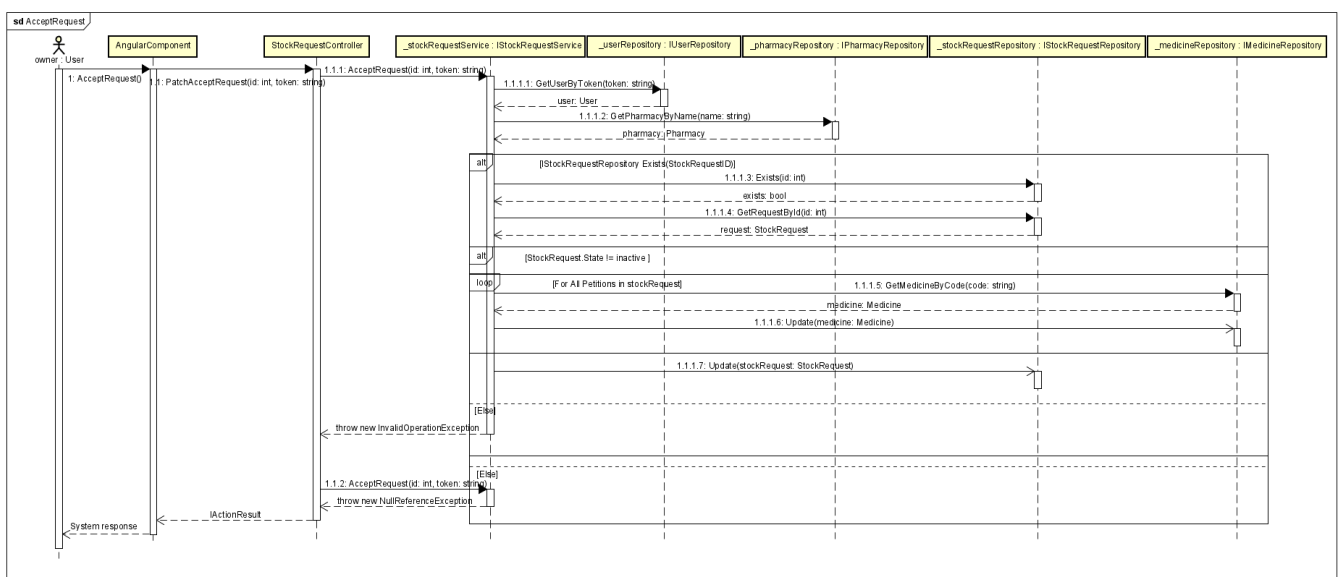 sd AcceptRequest
owner : User
AngularComponent
StockRequestController
_stockRequestService : IStockRequestService
_userRepository : IUserRepository
_pharmacyRepository : IPharmacyRepository
_stockRequestRepository : IStockRequestRepository
_medicineRepository : IMedicineRepository
1: AcceptRequest()
1.1: PatchAcceptRequest(id: int, token: string)
1.1.1: AcceptRequest(id: int, token: string)
1.1.1.1: GetUserByToken(token: string)
user: User
1.1.1.2: GetPharmacyByName(name: string)
pharmacy: Pharmacy
alt
[IStockRequestRepository Exists(StockRequestID)]
1.1.1.3: Exists(id: int)
exists: bool
1.1.1.4: GetRequestById(id: int)
request: StockRequest
alt
[StockRequest.State != inactive ]
loop
[For All Petitions in stockRequest]
1.1.1.5: GetMedicineByCode(code: string)
medicine: Medicine
1.1.1.6: Update(medicine: Medicine)
1.1.1.7: Update(stockRequest: StockRequest)
[Else]
throw new InvalidOperationException
[Else]
1.1.2: AcceptRequest(id: int, token: string)
throw new NullReferenceException
IActionResult
System response